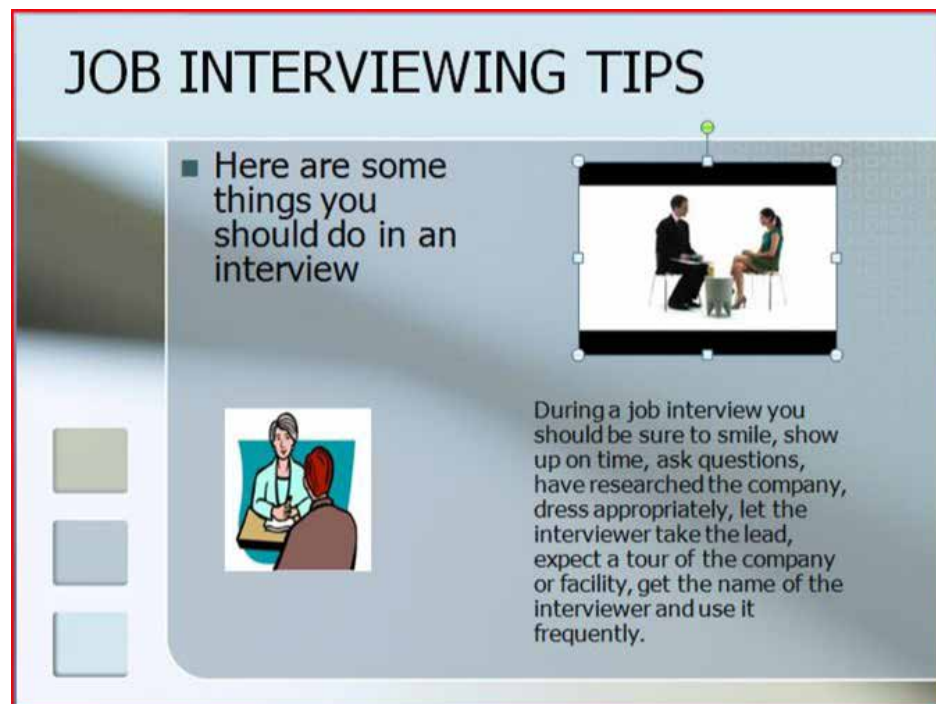 JOB INTERVIEWING TIPS
Here are some
things you
should do in an
interview
During a job interview you
should be sure to smile, show
up on time, ask questions,
have researched the company,
dress appropriately, let the
interviewer take the lead,
expect a tour of the company
or facility, get the name of the
interviewer and use it
frequently.